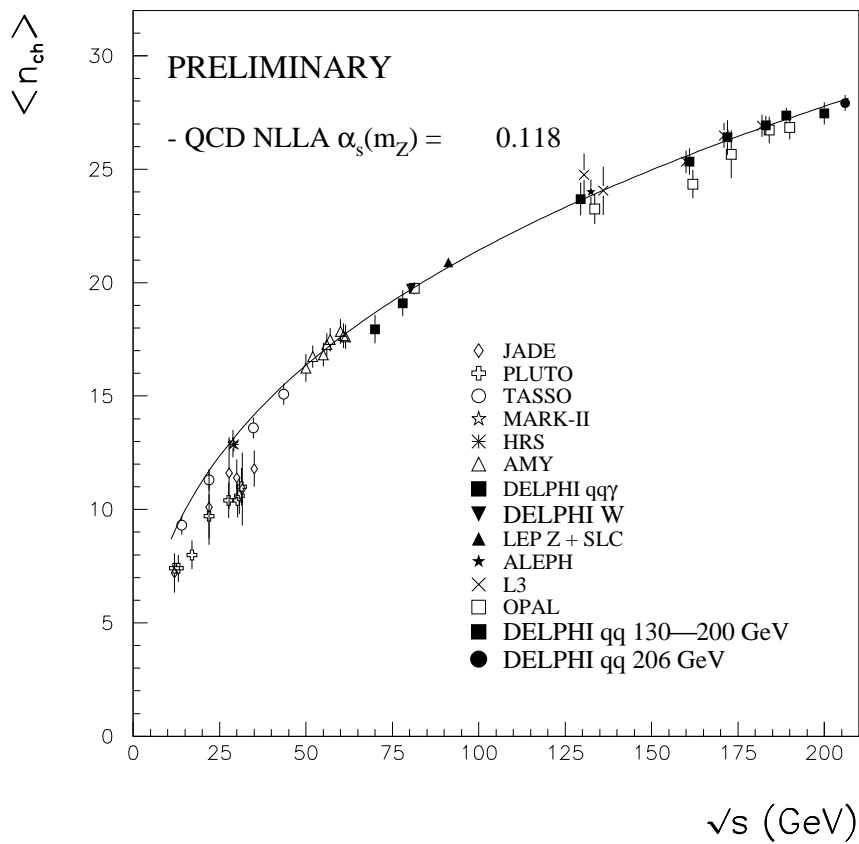 <n_ch>
30
25
20
15
10
5
0
PRELIMINARY
- QCD NLLA α_s(m_Z) = 0.118
JADE
PLUTO
TASSO
MARK-II
HRS
AMY
DELPHI qqγ
DELPHI W
LEP Z + SLC
ALEPH
L3
OPAL
DELPHI qq 130—200 GeV
DELPHI qq 206 GeV
0 25 50 75 100 125 150 175 200
√s (GeV)